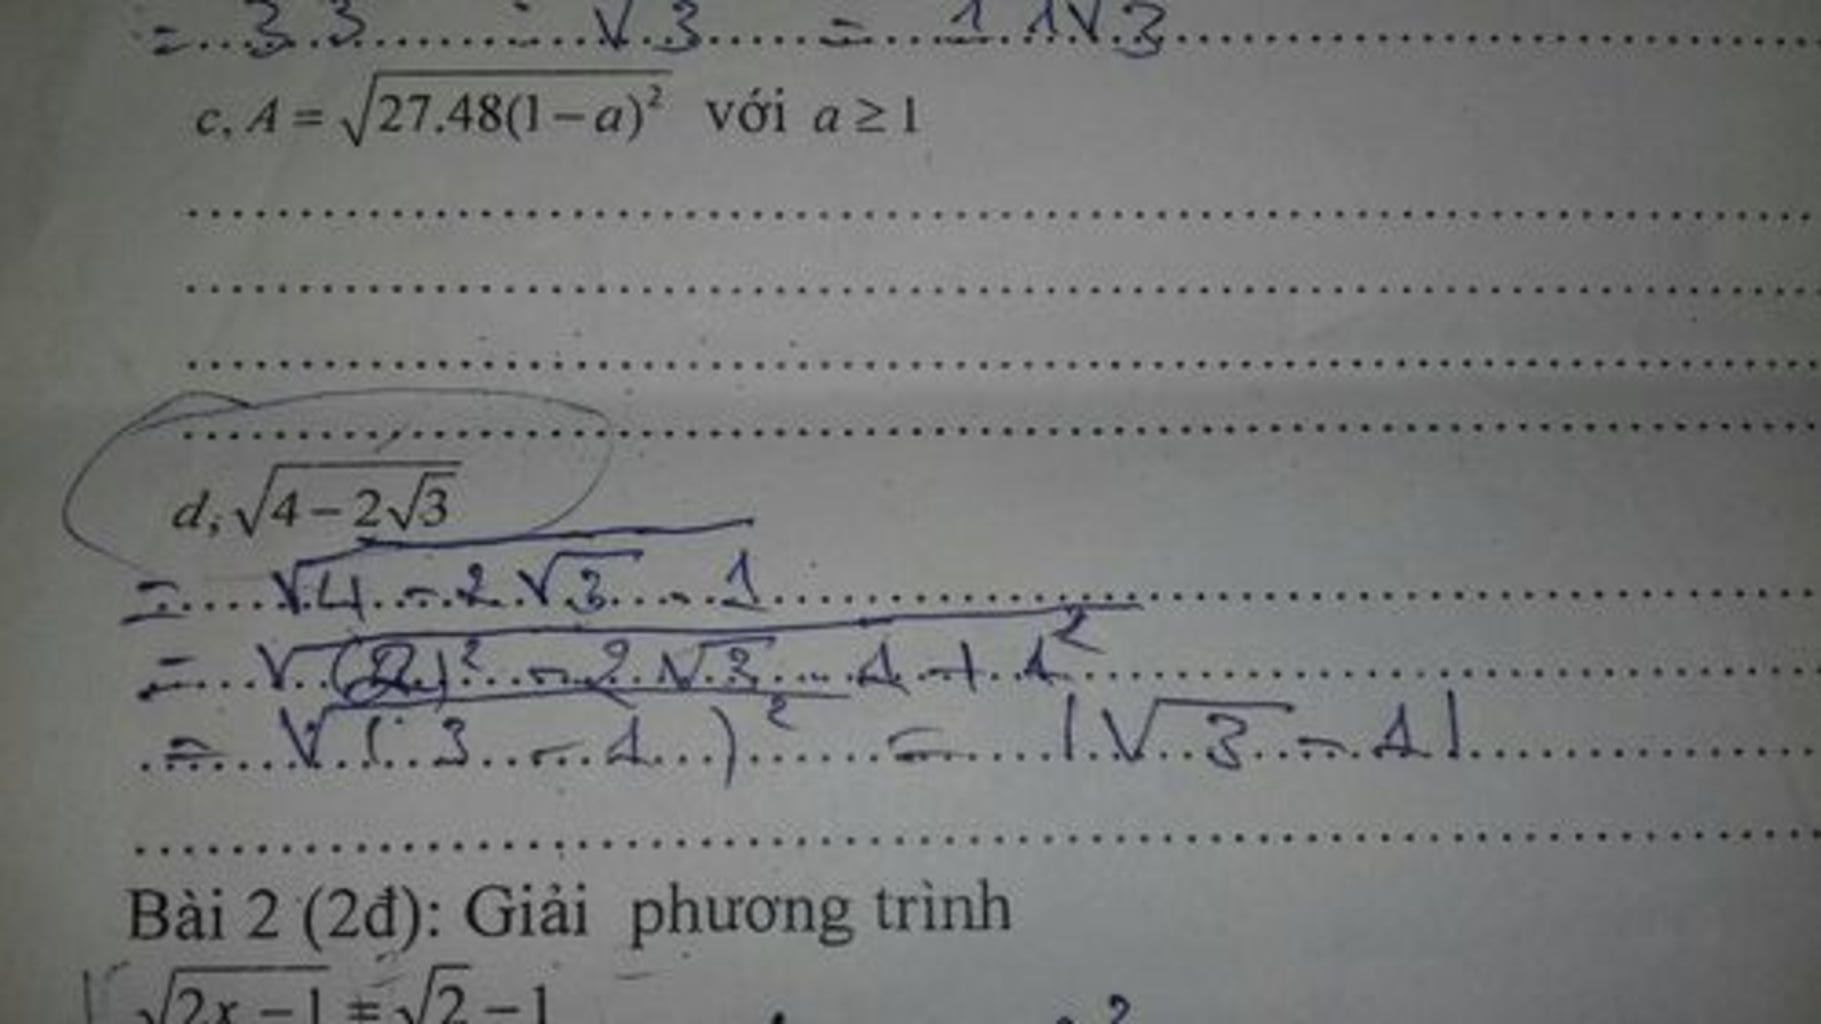 = 3.3 - √3 = 11√3
c, A = √27.48(1-a)² với a ≥ 1
d, √4-2√3
= √4 - 2√3 - 1
= √(2)² - 2√3 . 1 + 1²
= √(3 - 1)² = |√3 - 1|
Bài 2 (2đ): Giải phương trình
√2x-1 = √2-1